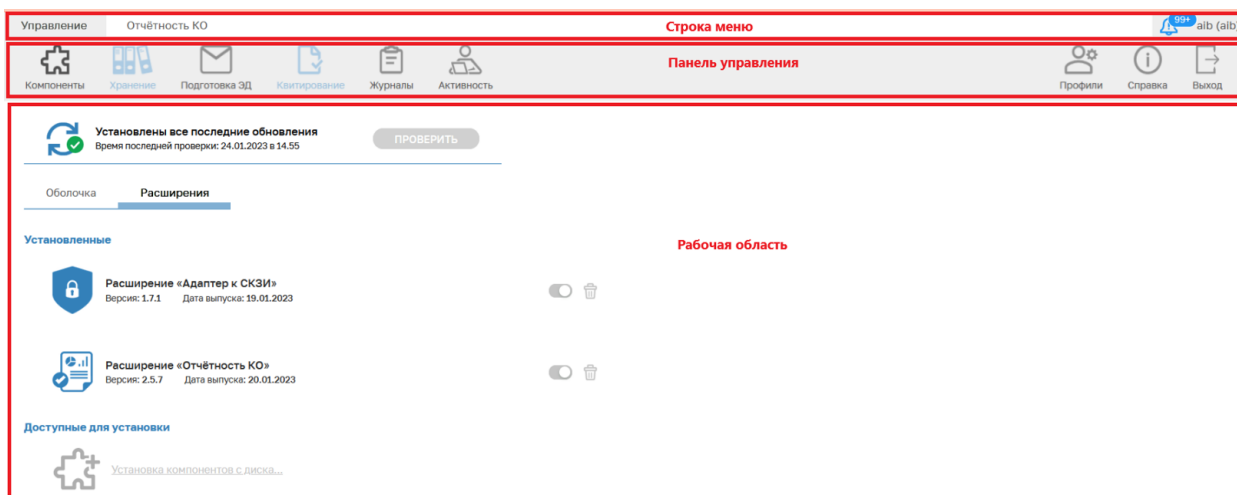 Управление Отчётность КО Строка меню 99+ aib (aib)
Компоненты Хранение Подготовка ЭД Квитирование Журналы Активность Панель управления Профили Справка Выход
Установлены все последние обновления
Время последней проверки: 24.01.2023 в 14.55
ПРОВЕРИТЬ
Оболочка Расширения
Установленные
Рабочая область
Расширение «Адаптер к СКЗИ»
Версия: 1.7.1 Дата выпуска: 19.01.2023
Расширение «Отчётность КО»
Версия: 2.5.7 Дата выпуска: 20.01.2023
Доступные для установки
Установка компонентов с диска...